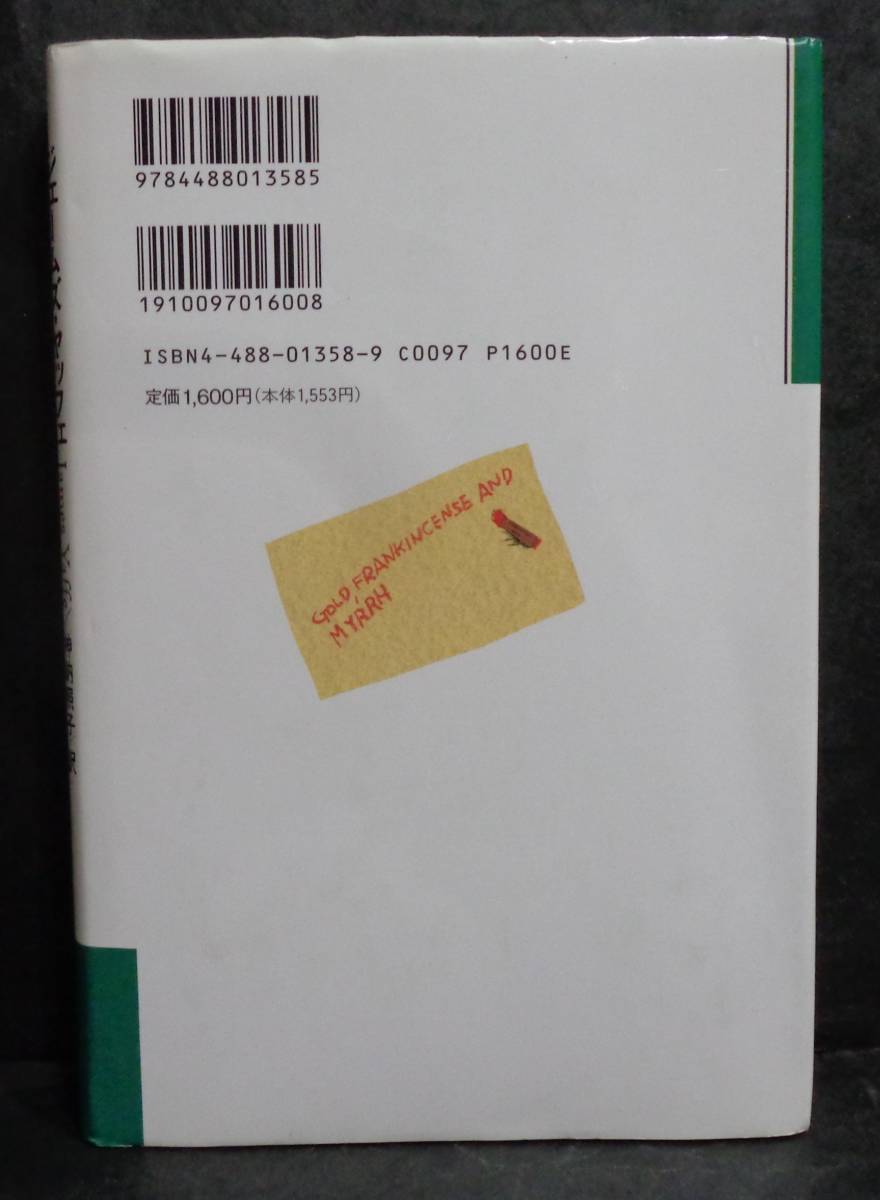 9784488013585
1910097016008
ISBN4-488-01358-9 C0097 P1600E
定価1,600円(本体1,553円)
GOLD, FRANKINCENSE AND
MYRRH